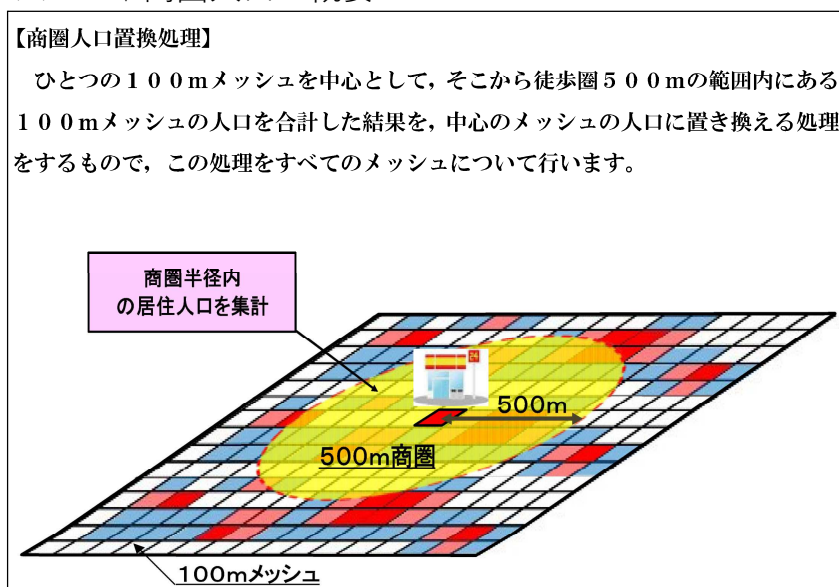 【商圏人口置換処理】
ひとつの１００ｍメッシュを中心として，そこから徒歩圏５００ｍの範囲内にある
１００ｍメッシュの人口を合計した結果を，中心のメッシュの人口に置き換える処理
をするもので，この処理をすべてのメッシュについて行います。
商圏半径内
の居住人口を集計
24
500m
500m商圏
100mメッシュ